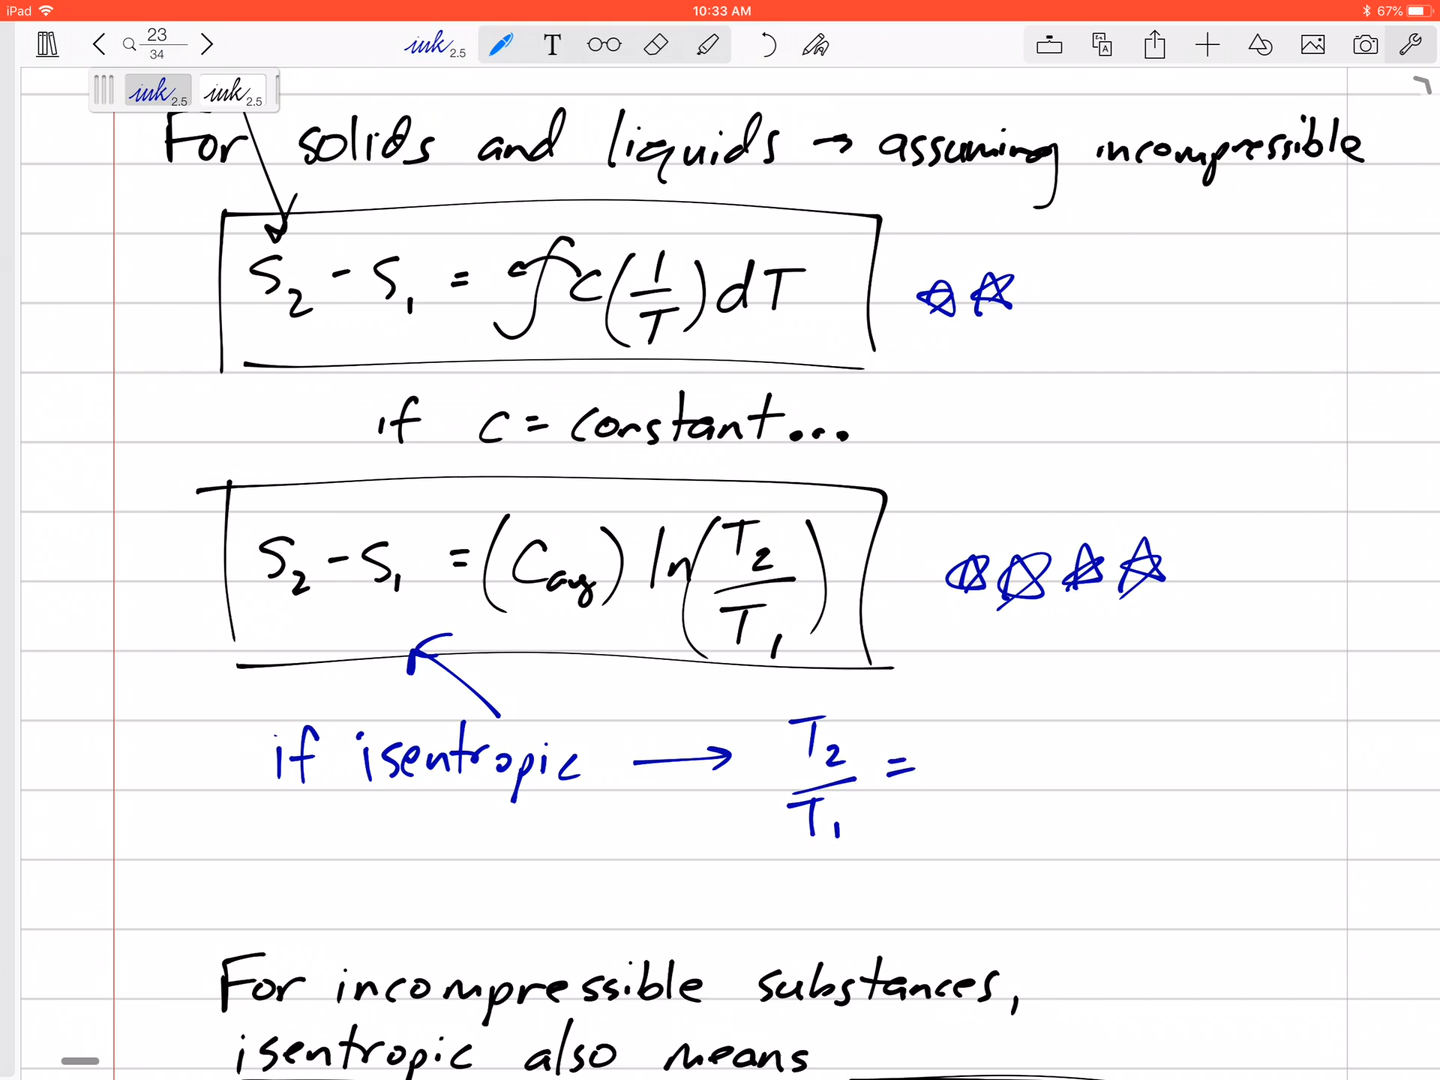 iPad 10:33 AM 67%
23
34
ink 2.5 T
ink 2.5 ink 2.5
For solids and liquids → assuming incompressible
S₂ - S₁ = ∫c(1/T)dT
if c = constant...
S₂ - S₁ = (Cavg) ln(T₂/T₁)
if isentropic → T₂/T₁ =
For incompressible substances,
isentropic also means